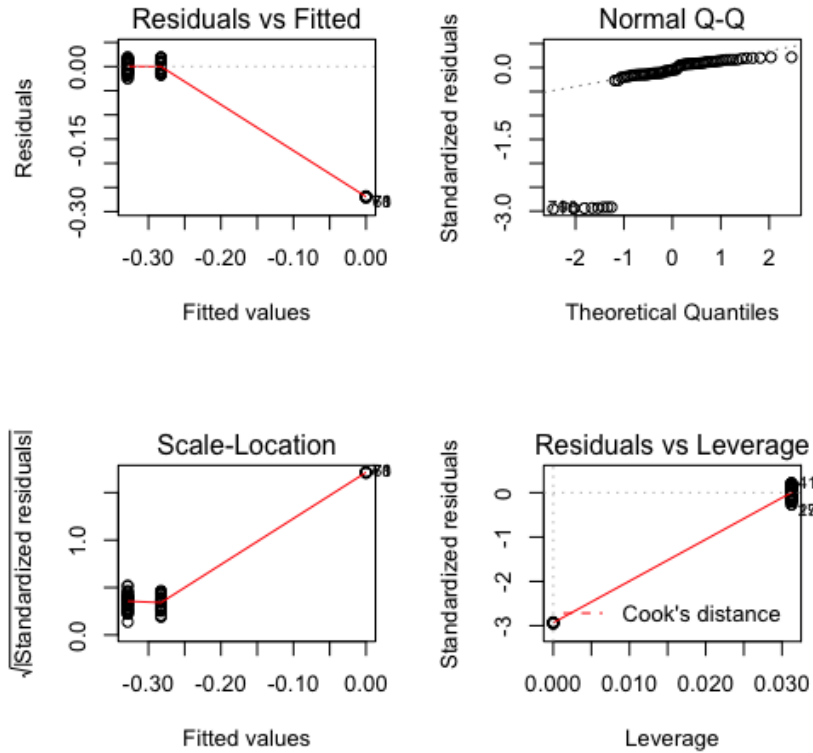 Residuals vs Fitted
Residuals
0.00
-0.15
-0.30
-0.30 -0.20 -0.10 0.00
Fitted values
Normal Q-Q
Standardized residuals
0.0
-1.5
-3.0
-2 -1 0 1 2
Theoretical Quantiles
Scale-Location
√|Standardized residuals|
1.0
0.0
-0.30 -0.20 -0.10 0.00
Fitted values
Residuals vs Leverage
Standardized residuals
0
-1
-2
-3
41
Cook's distance
0.000 0.010 0.020 0.030
Leverage